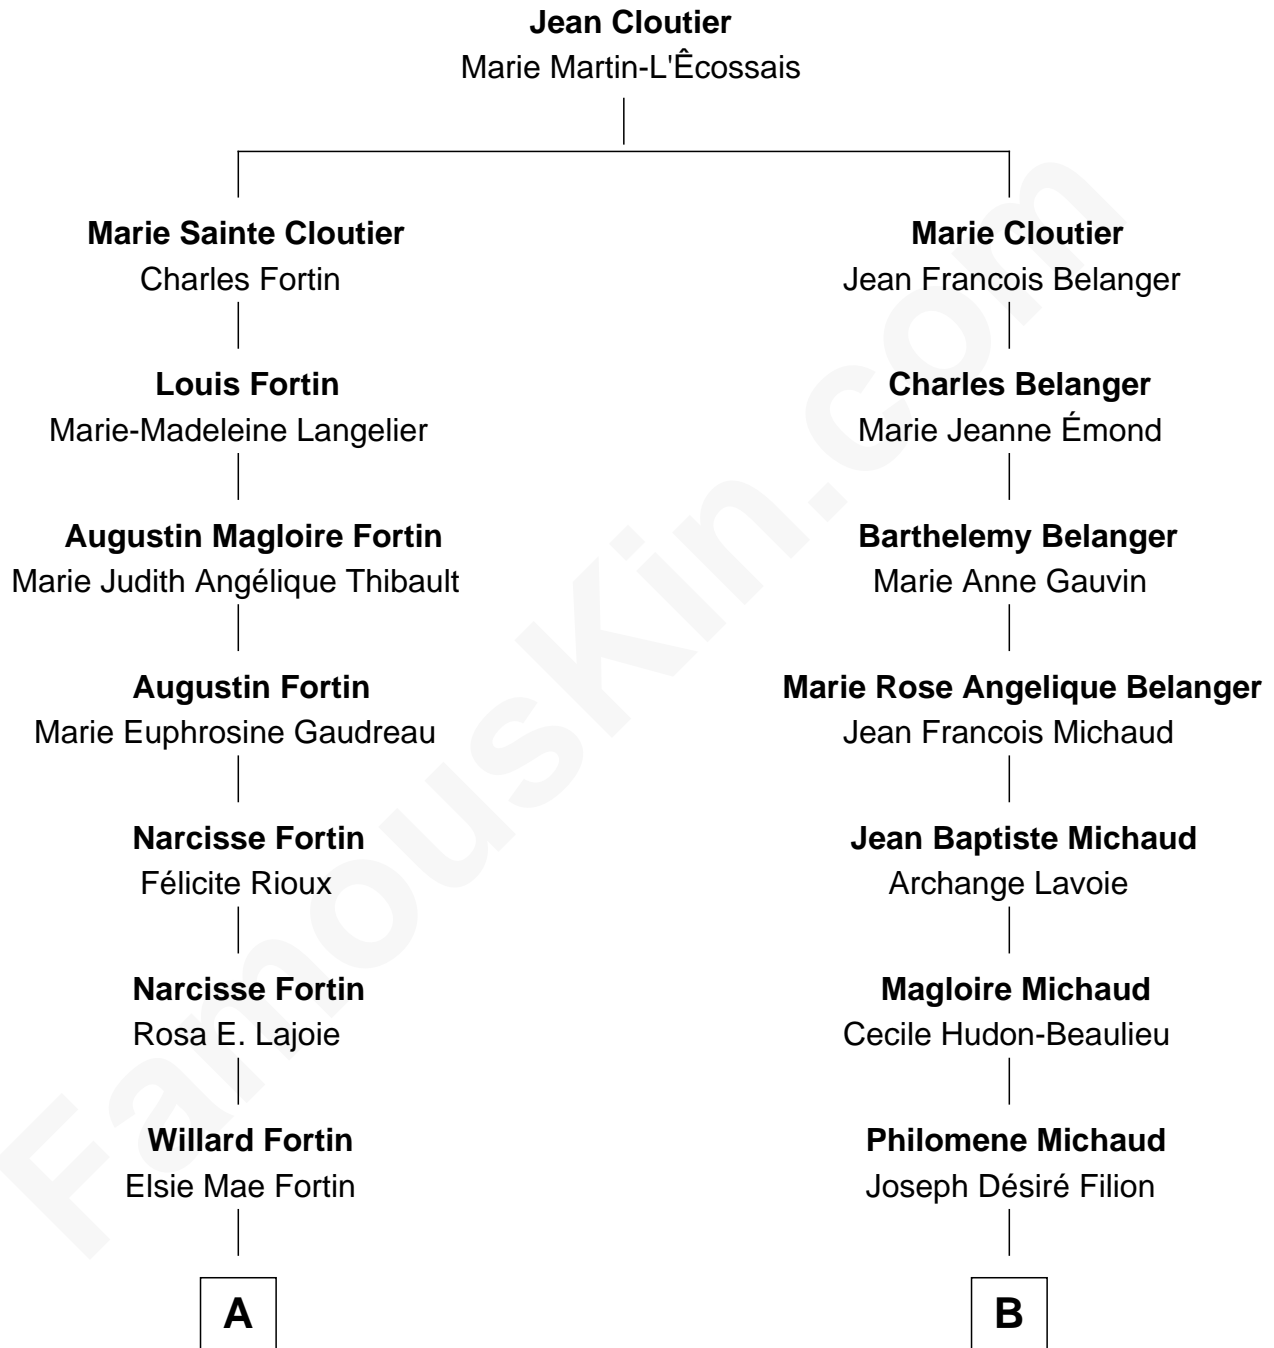 Jean Cloutier
Marie Martin-L'Êcossais
Marie Sainte Cloutier
Charles Fortin
Marie Cloutier
Jean Francois Belanger
Louis Fortin
Marie-Madeleine Langelier
Charles Belanger
Marie Jeanne Émond
Augustin Magloire Fortin
Marie Judith Angélique Thibault
Barthelemy Belanger
Marie Anne Gauvin
Augustin Fortin
Marie Euphrosine Gaudreau
Marie Rose Angelique Belanger
Jean Francois Michaud
Narcisse Fortin
Félicite Rioux
Jean Baptiste Michaud
Archange Lavoie
Narcisse Fortin
Rosa E. Lajoie
Magloire Michaud
Cecile Hudon-Beaulieu
Willard Fortin
Elsie Mae Fortin
Philomene Michaud
Joseph Désiré Filion
A
B
FamousKin.com